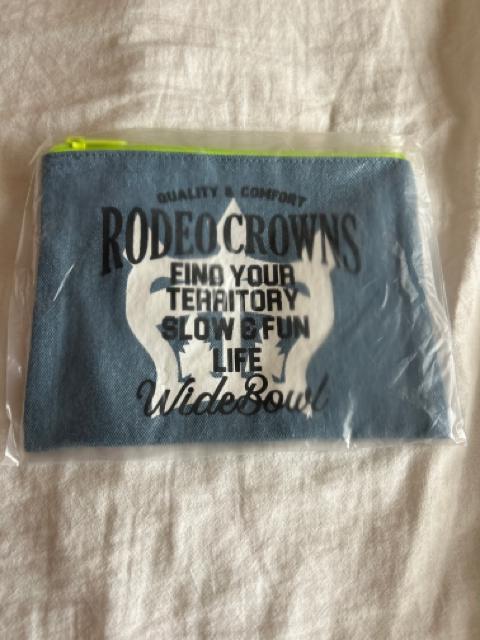 QUALITY & COMFORT
RODEO CROWNS
FIND YOUR
TERRITORY
SLOW & FUN
LIFE
WideBowl